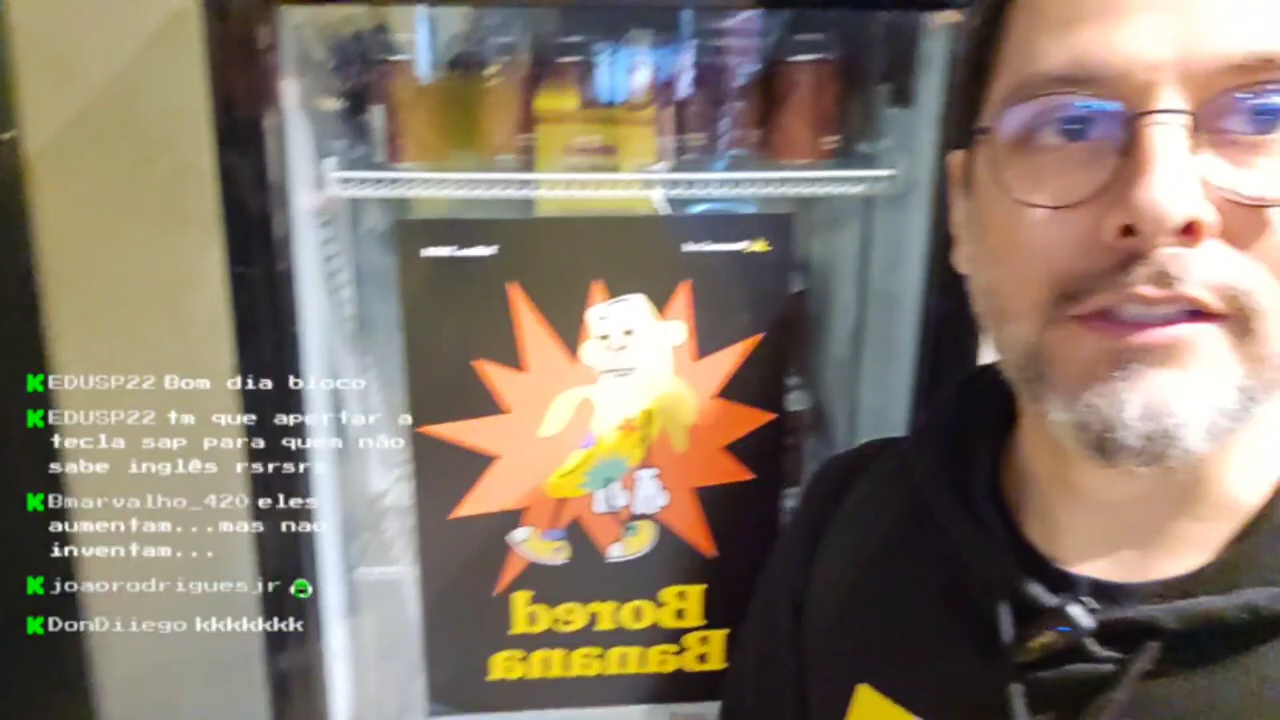 EDUSP22 Bom dia bloco
EDUSP22 tm que apertar a
tecla sap para quem não
sabe inglês rsrsrs
Bmarvalho_420 eles
aumentam...mas nao
inventam...
joaorodriguesjr
DonDiiego kkkkkkk
Bored
Banana